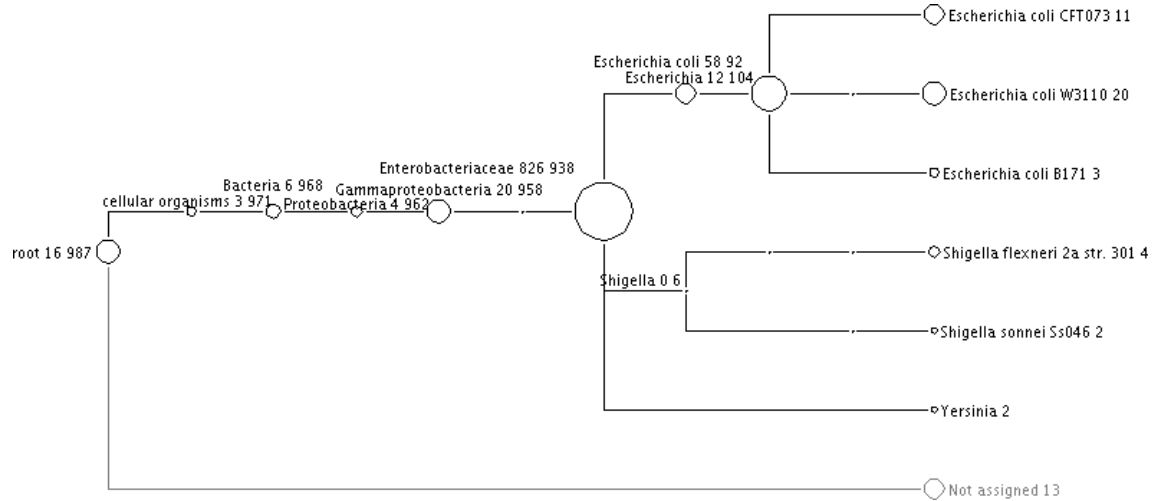 Escherichia coli CFT073 11
Escherichia coli 58 92
Escherichia 12 104
Escherichia coli W3110 20
Enterobacteriaceae 826 938
Escherichia coli B171 3
Bacteria 6 968
Gammaproteobacteria 20 958
cellular organisms 3 971
Proteobacteria 4 962
root 16 987
Shigella flexneri 2a str. 301 4
Shigella 0 6
Shigella sonnei Ss046 2
Yersinia 2
Not assigned 13